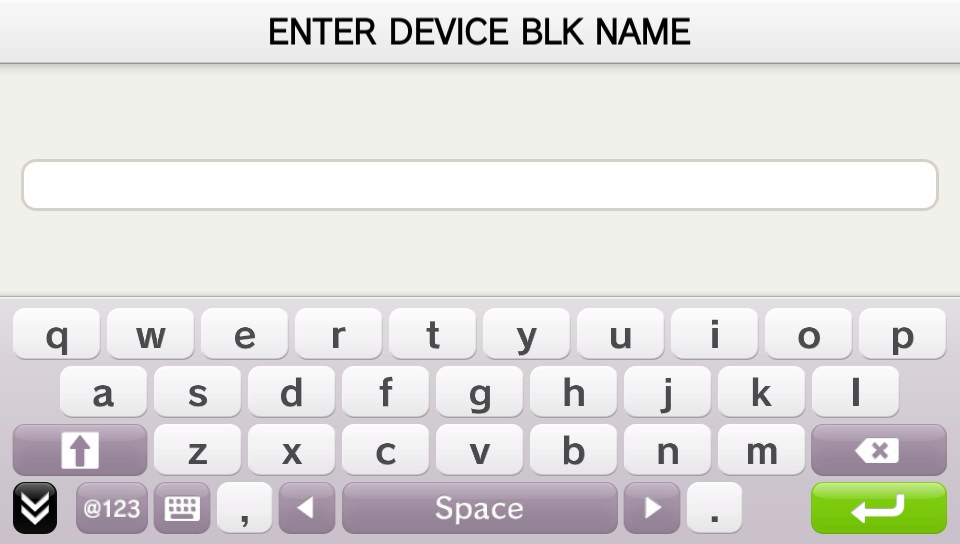 ENTER DEVICE BLK NAME
q w e r t y u i o p
a s d f g h j k l
z x c v b n m
@123 , Space .